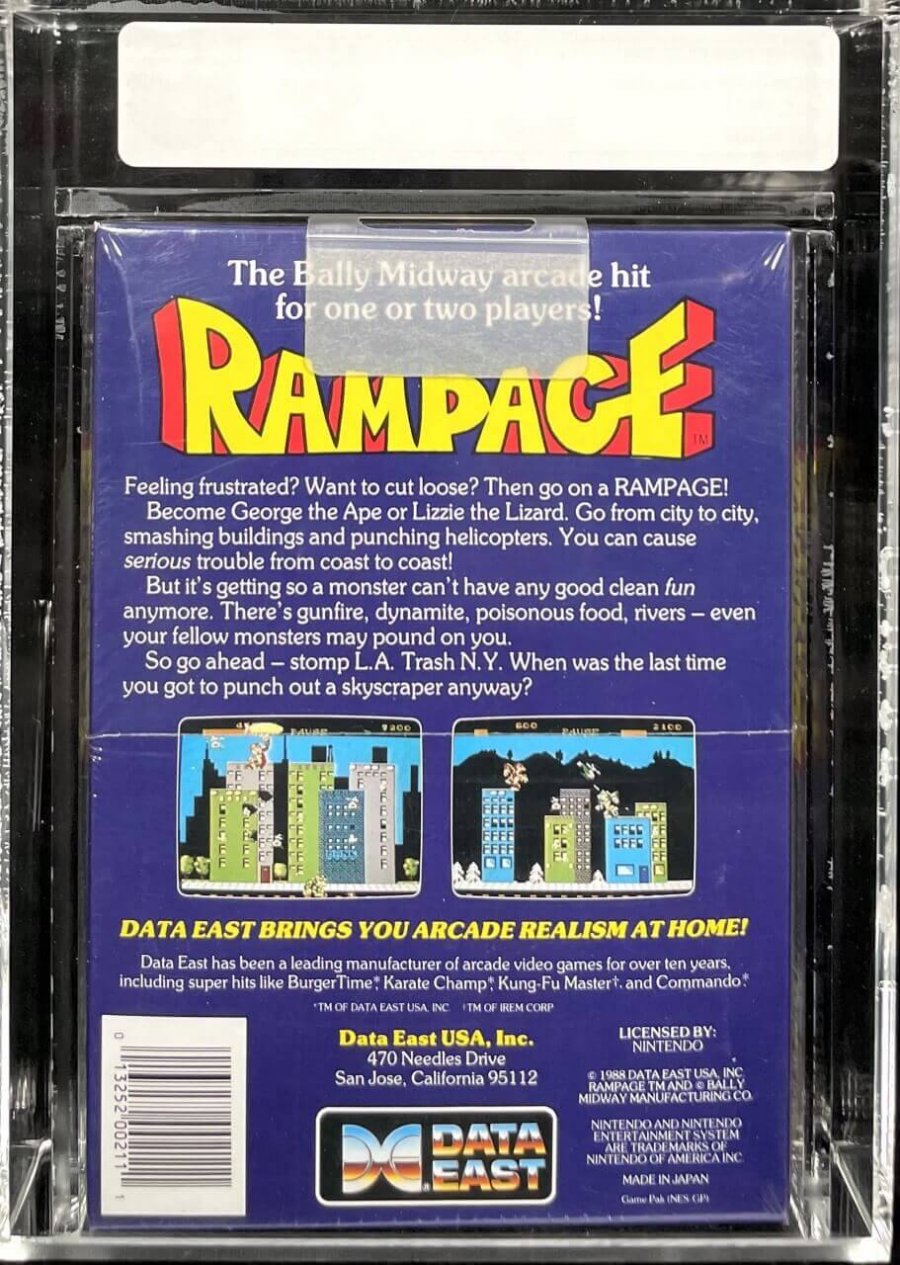 The Bally Midway arcade hit
for one or two players!
RAMPAGE TM
Feeling frustrated? Want to cut loose? Then go on a RAMPAGE!
Become George the Ape or Lizzie the Lizard. Go from city to city,
smashing buildings and punching helicopters. You can cause
serious trouble from coast to coast!
But it's getting so a monster can't have any good clean fun
anymore. There's gunfire, dynamite, poisonous food, rivers – even
your fellow monsters may pound on you.
So go ahead – stomp L.A. Trash N.Y. When was the last time
you got to punch out a skyscraper anyway?
PAUSE 9200
600 PAUSE 2100
DATA EAST BRINGS YOU ARCADE REALISM AT HOME!
Data East has been a leading manufacturer of arcade video games for over ten years,
including super hits like BurgerTime*, Karate Champ*, Kung-Fu Master†, and Commando.*
*TM OF DATA EAST USA, INC. †TM OF IREM CORP
Data East USA, Inc.
470 Needles Drive
San Jose, California 95112
DATA
EAST®
LICENSED BY:
NINTENDO
© 1988 DATA EAST USA, INC.
RAMPAGE TM AND © BALLY
MIDWAY MANUFACTURING CO.
NINTENDO AND NINTENDO
ENTERTAINMENT SYSTEM
ARE TRADEMARKS OF
NINTENDO OF AMERICA INC.
MADE IN JAPAN
Game Pak (NES-GP)
0 13252 00211 1